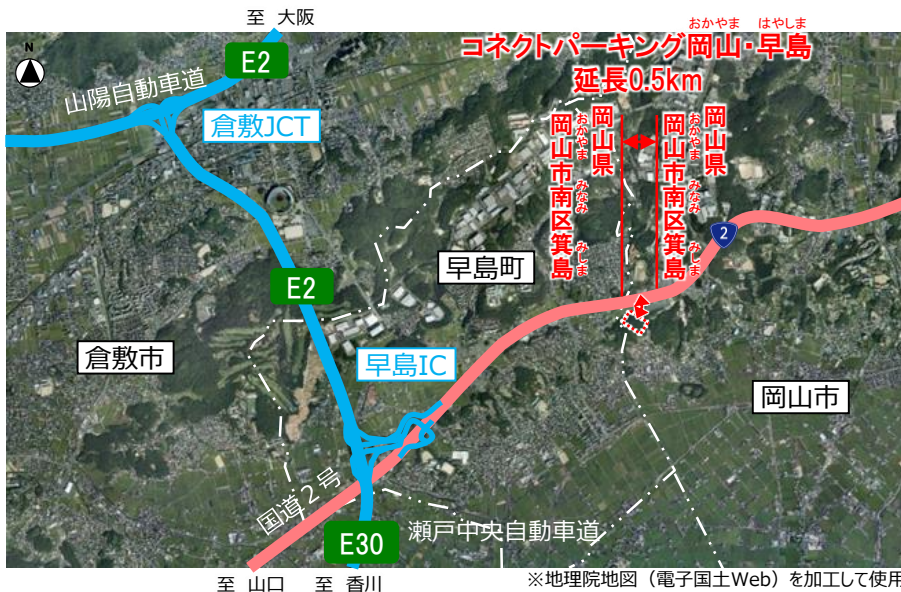 至 大阪
N
E2
山陽自動車道
倉敷JCT
おかやま はやしま
コネクトパーキング岡山・早島
延長0.5km
岡山県
岡山市南区箕島
おかやま みなみ みしま
岡山県
岡山市南区箕島
おかやま みなみ みしま
2
早島町
E2
倉敷市
早島IC
岡山市
国道2号
E30
瀬戸中央自動車道
至 山口 至 香川
※地理院地図（電子国土Web）を加工して使用